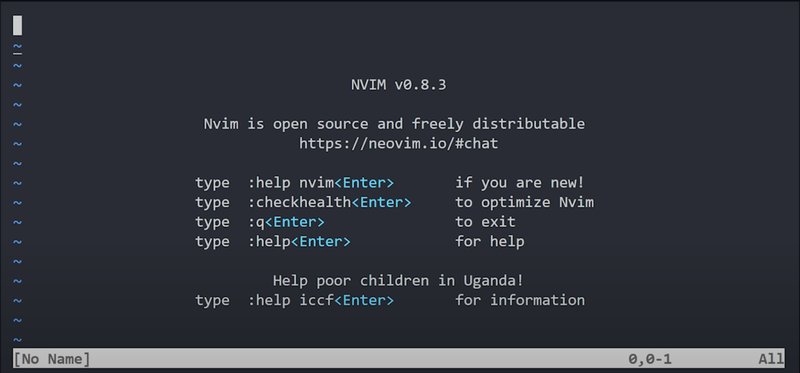 ~
~
~
NVIM v0.8.3
~
~
Nvim is open source and freely distributable
~
https://neovim.io/#chat
~
~
type :help nvim<Enter> if you are new!
~
type :checkhealth<Enter> to optimize Nvim
~
type :q<Enter> to exit
~
type :help<Enter> for help
~
~
Help poor children in Uganda!
~
type :help iccf<Enter> for information
~
~
[No Name] 0,0-1 All